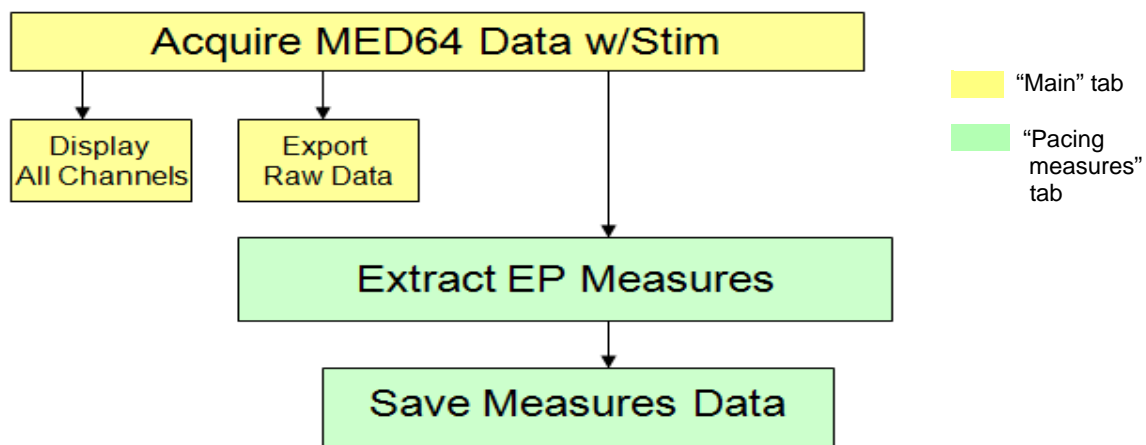 Acquire MED64 Data w/Stim
"Main" tab
Display
All Channels
Export
Raw Data
“Pacing
measures”
tab
Extract EP Measures
Save Measures Data